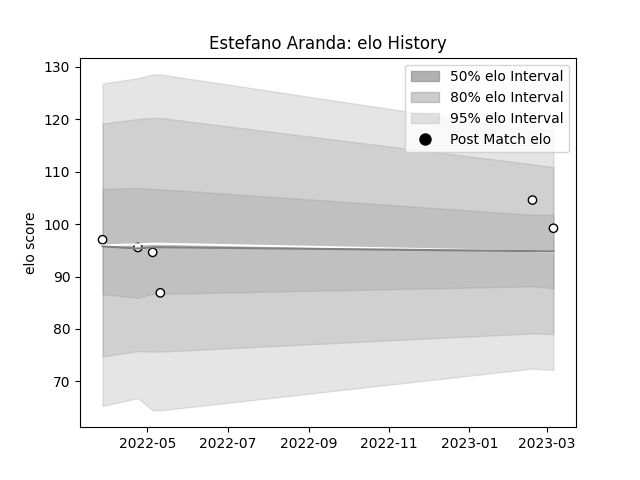 Estefano Aranda: elo History
130
120
110
100
90
80
70
elo score
50% elo Interval
80% elo Interval
95% elo Interval
Post Match elo
2022-05 2022-07 2022-09 2022-11 2023-01 2023-03